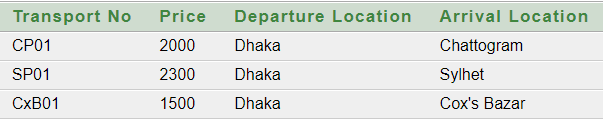 Transport No Price Departure Location Arrival Location
CP01 2000 Dhaka Chattogram
SP01 2300 Dhaka Sylhet
CxB01 1500 Dhaka Cox's Bazar